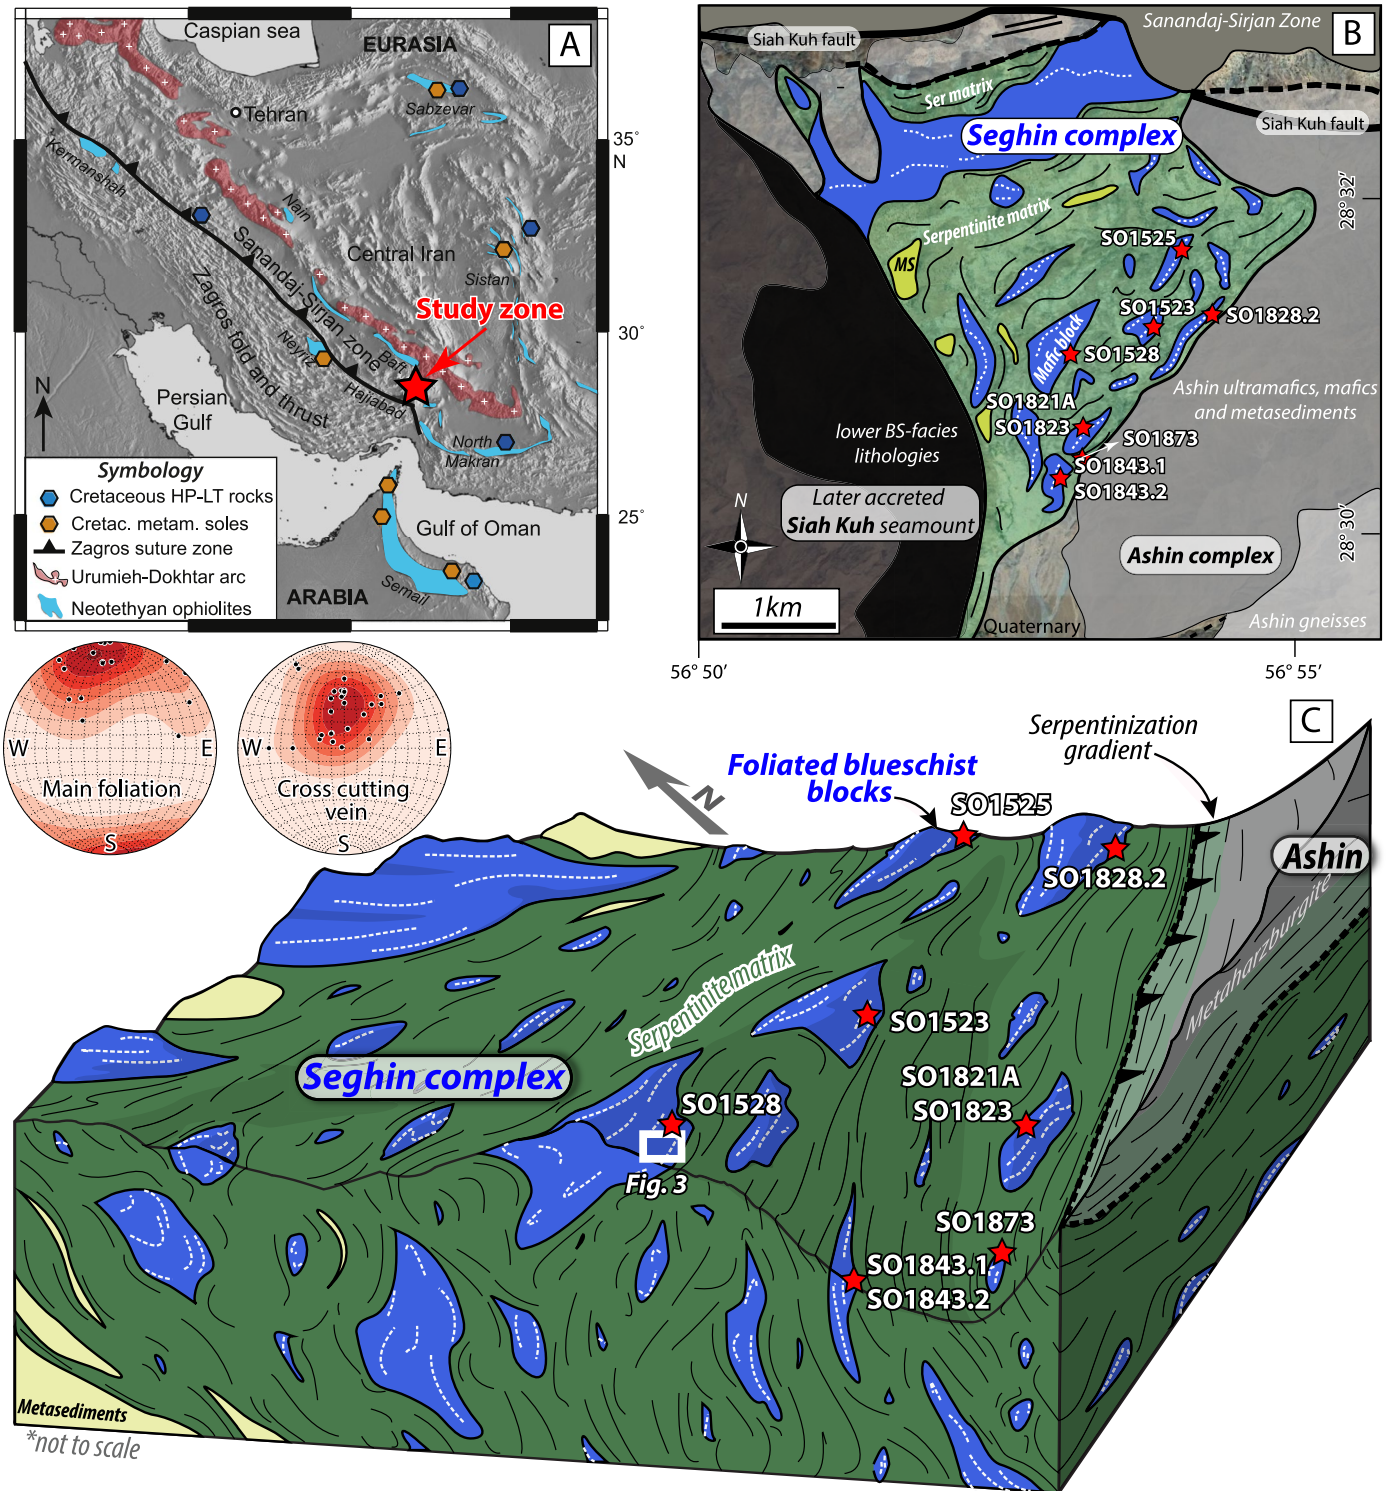 A
Caspian sea
EURASIA
Tehran
Sabzevar
35°
N
Kermanshah
Nain
Central Iran
Sanandaj-Sirjan zone
Sistan
Zagros fold and thrust
Study zone
30°
Neyriz
Baft
Hajiabad
Persian
Gulf
N
North
Makran
Symbology
Cretaceous HP-LT rocks
Cretac. metam. soles
Zagros suture zone
Urumieh-Dokhtar arc
Neotethyan ophiolites
Gulf of Oman
25°
Semail
ARABIA
B
Sanandaj-Sirjan Zone
Siah Kuh fault
Ser matrix
Seghin complex
Siah Kuh fault
28° 32'
Serpentinite matrix
MS
SO1525
SO1523
SO1828.2
Mafic block
SO1528
Ashin ultramafics, mafics
and metasediments
SO1821A
SO1823
SO1873
lower BS-facies
lithologies
SO1843.1
SO1843.2
Later accreted
Siah Kuh seamount
N
28° 30'
Ashin complex
1km
Quaternary
Ashin gneisses
56° 50'
56° 55'
W
E
Main foliation
S
W
E
Cross cutting
vein
S
C
Serpentinization
gradient
N
Foliated blueschist
blocks
SO1525
SO1828.2
Ashin
Metaharzburgite
Serpentinite matrix
SO1523
Seghin complex
SO1821A
SO1823
SO1528
Fig. 3
SO1873
SO1843.1
SO1843.2
Metasediments
*not to scale